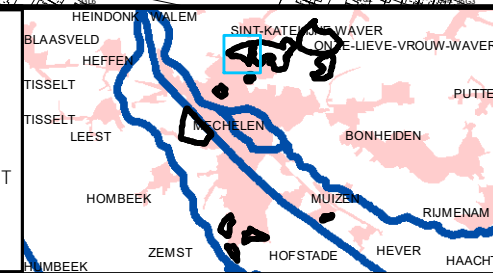 HEINDONK WALEM
SINT-KATELIJNE-WAVER
BLAASVELD
ONZE-LIEVE-VROUW-WAVER
HEFFEN
TISSELT
PUTTE
TISSELT
MECHELEN
LEEST
BONHEIDEN
T
HOMBEEK
MUIZEN
RIJMENAM
ZEMST
HOFSTADE
HEVER
HAACH
HUMBEEK